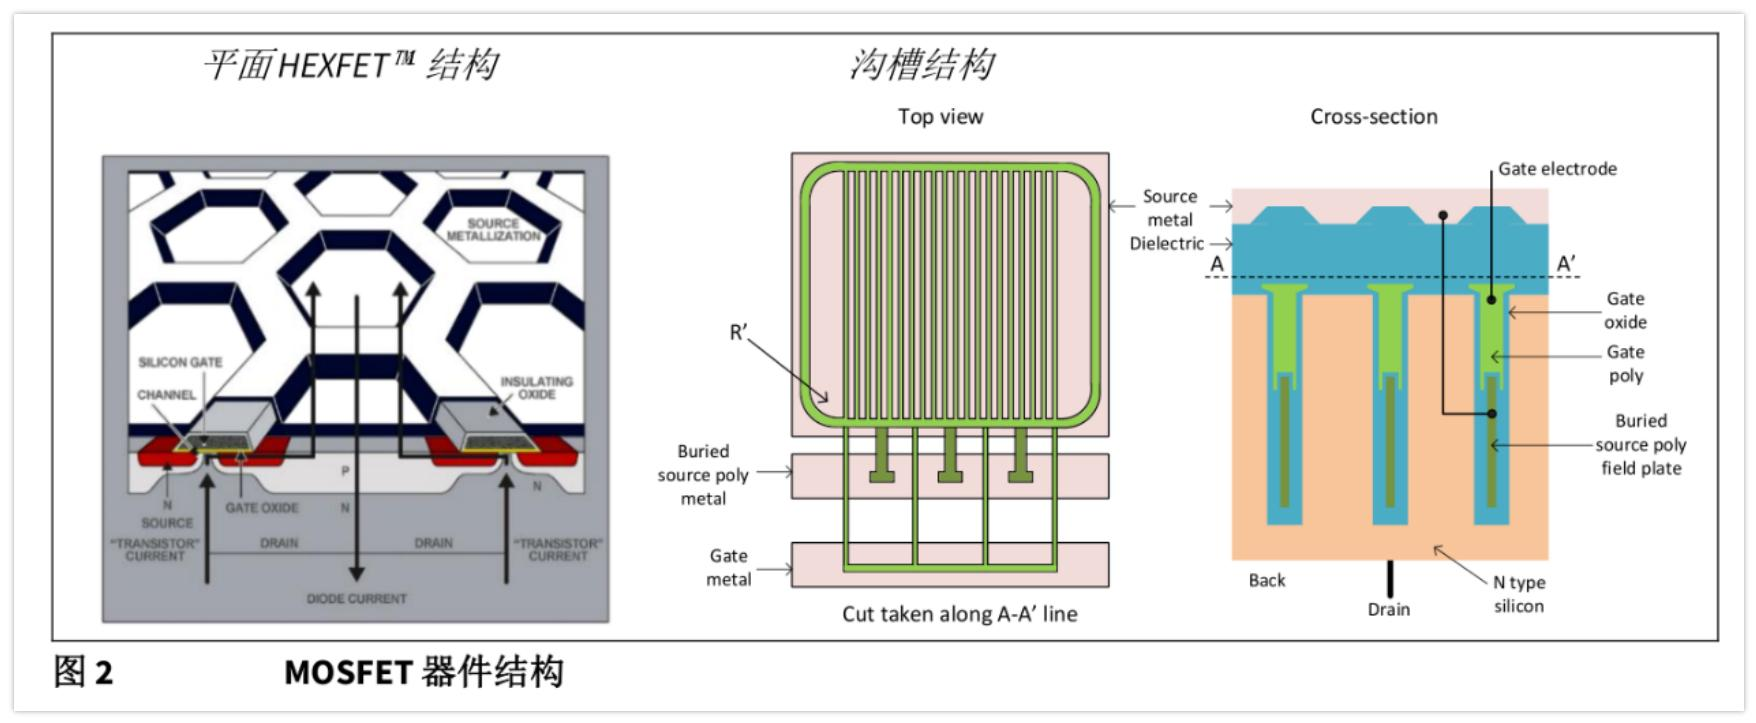 平面HEXFET™ 结构
沟槽结构
SOURCE
METALLIZATION
SILICON GATE
CHANNEL
INSULATING
OXIDE
P
N
N
SOURCE
GATE OXIDE
N
"TRANSISTOR"
CURRENT
DRAIN
DRAIN
"TRANSISTOR"
CURRENT
DIODE CURRENT
Top view
R'
Source
metal
Dielectric
Buried
source poly
metal
Gate
metal
Cut taken along A-A' line
Cross-section
Gate electrode
A
A'
Gate
oxide
Gate
poly
Buried
source poly
field plate
Back
Drain
N type
silicon
图 2 MOSFET 器件结构